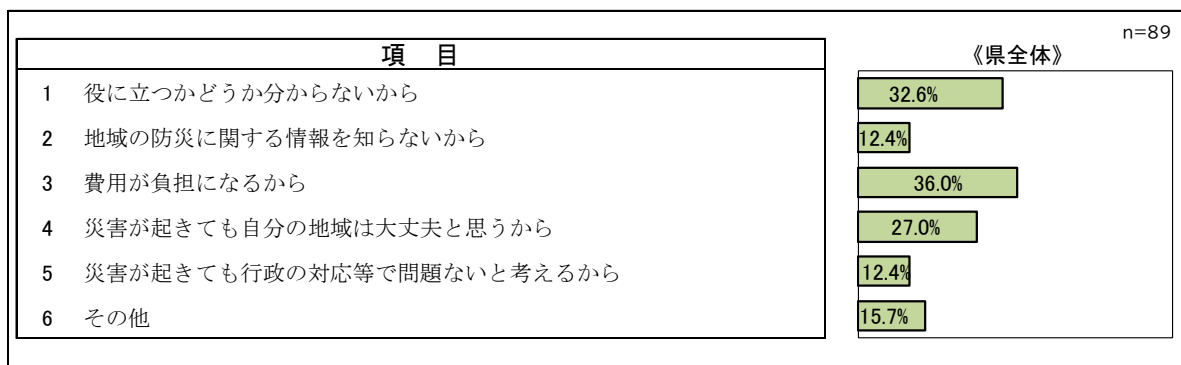 n=89
項 目 《県全体》
1 役に立つかどうか分からないから 32.6%
2 地域の防災に関する情報を知らないから 12.4%
3 費用が負担になるから 36.0%
4 災害が起きても自分の地域は大丈夫と思うから 27.0%
5 災害が起きても行政の対応等で問題ないと考えるから 12.4%
6 その他 15.7%